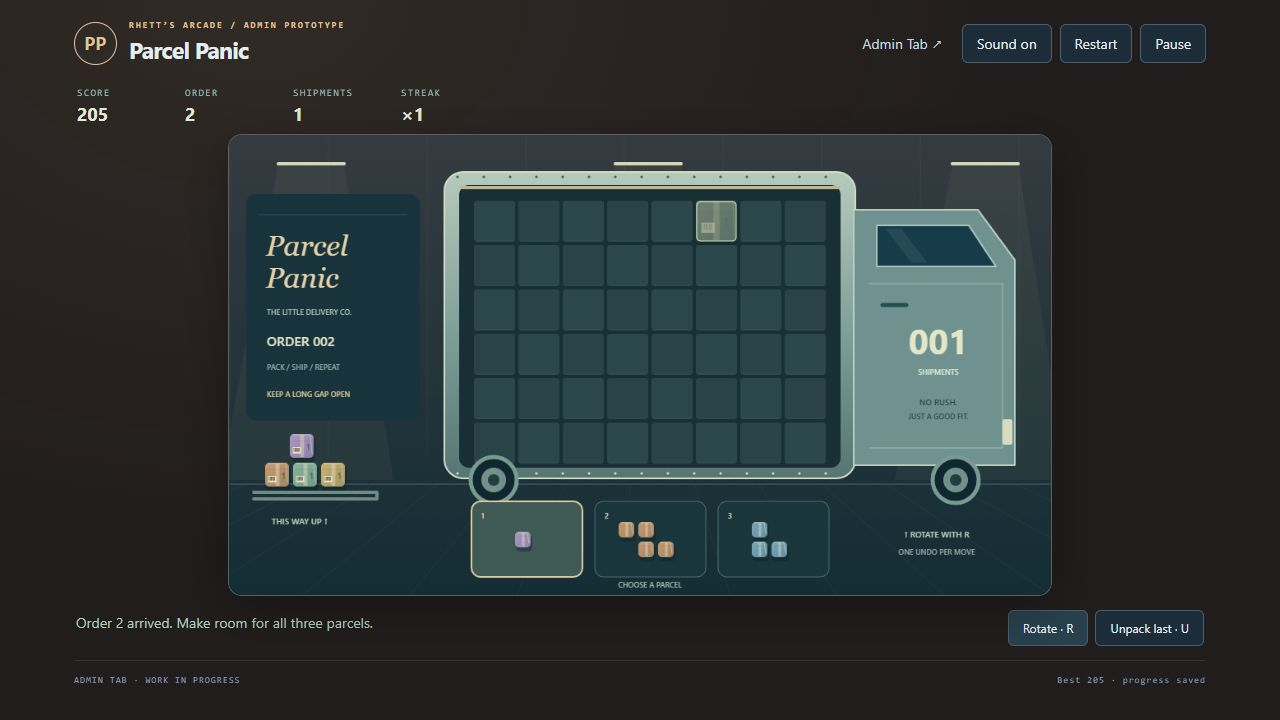 PP
RHETT'S ARCADE / ADMIN PROTOTYPE
Parcel Panic
Admin Tab ↗
Sound on
Restart
Pause
SCORE
ORDER
SHIPMENTS
STREAK
205
2
1
×1
Parcel
Panic
THE LITTLE DELIVERY CO.
ORDER 002
PACK / SHIP / REPEAT
KEEP A LONG GAP OPEN
001
SHIPMENTS
NO RUSH.
JUST A GOOD FIT.
THIS WAY UP ↑
1
2
3
CHOOSE A PARCEL
↑ ROTATE WITH R
ONE UNDO PER MOVE
Order 2 arrived. Make room for all three parcels.
Rotate · R
Unpack last · U
ADMIN TAB · WORK IN PROGRESS
Best 205 · progress saved